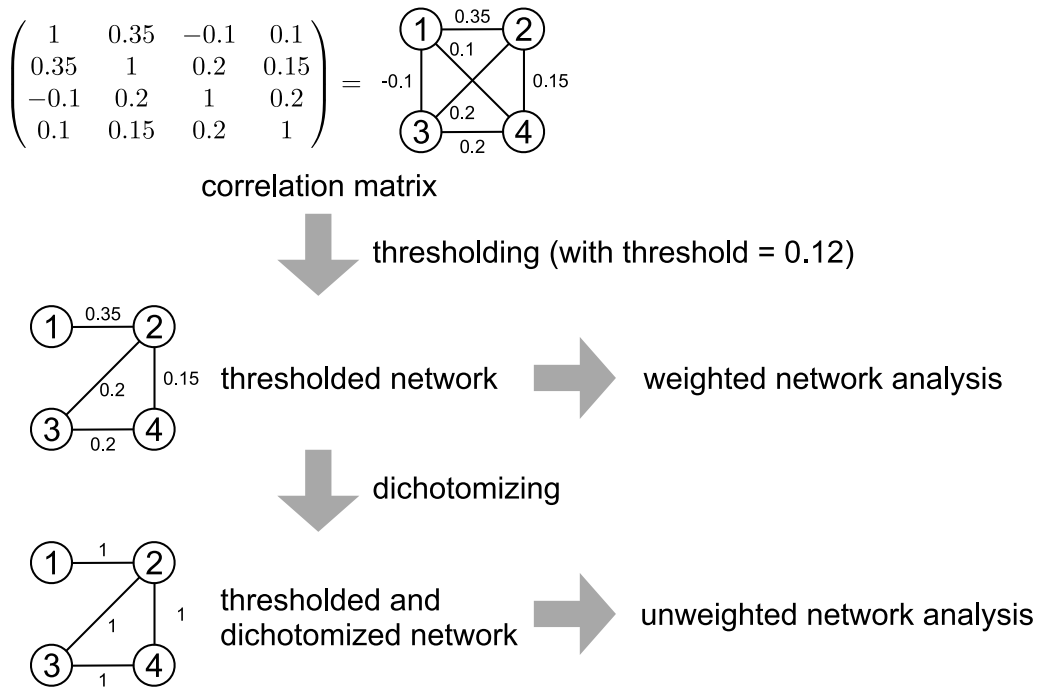 1 0.35 −0.1 0.1
0.35 1 0.2 0.15
−0.1 0.2 1 0.2
0.1 0.15 0.2 1
=
1 0.35 2
0.1
-0.1 0.15
0.2
3 0.2 4
correlation matrix
thresholding (with threshold = 0.12)
1 0.35 2
0.2 0.15
3 0.2 4
thresholded network
weighted network analysis
dichotomizing
1 1 2
1 1
3 1 4
thresholded and
dichotomized network
unweighted network analysis